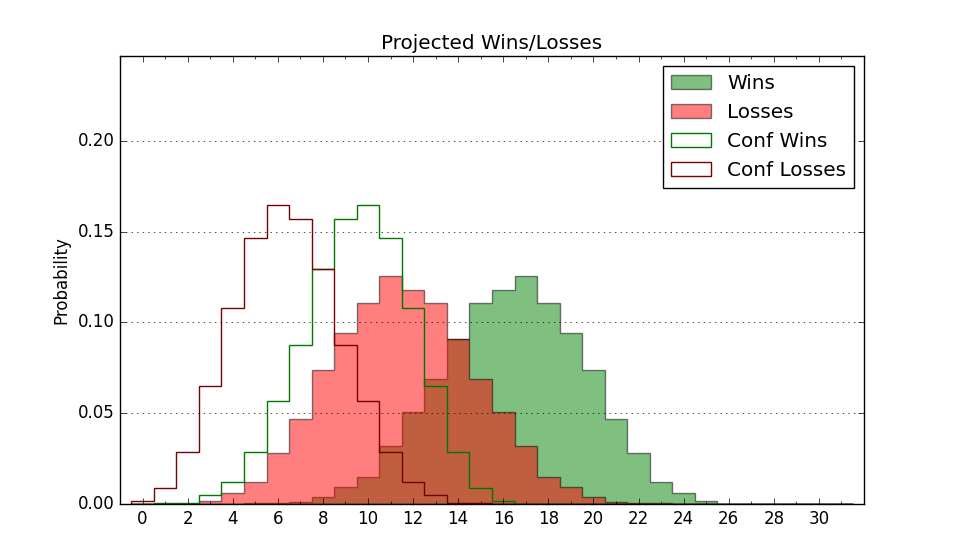 Projected Wins/Losses
Wins
Losses
Conf Wins
Conf Losses
Probability
0.20
0.15
0.10
0.05
0.00
0 2 4 6 8 10 12 14 16 18 20 22 24 26 28 30